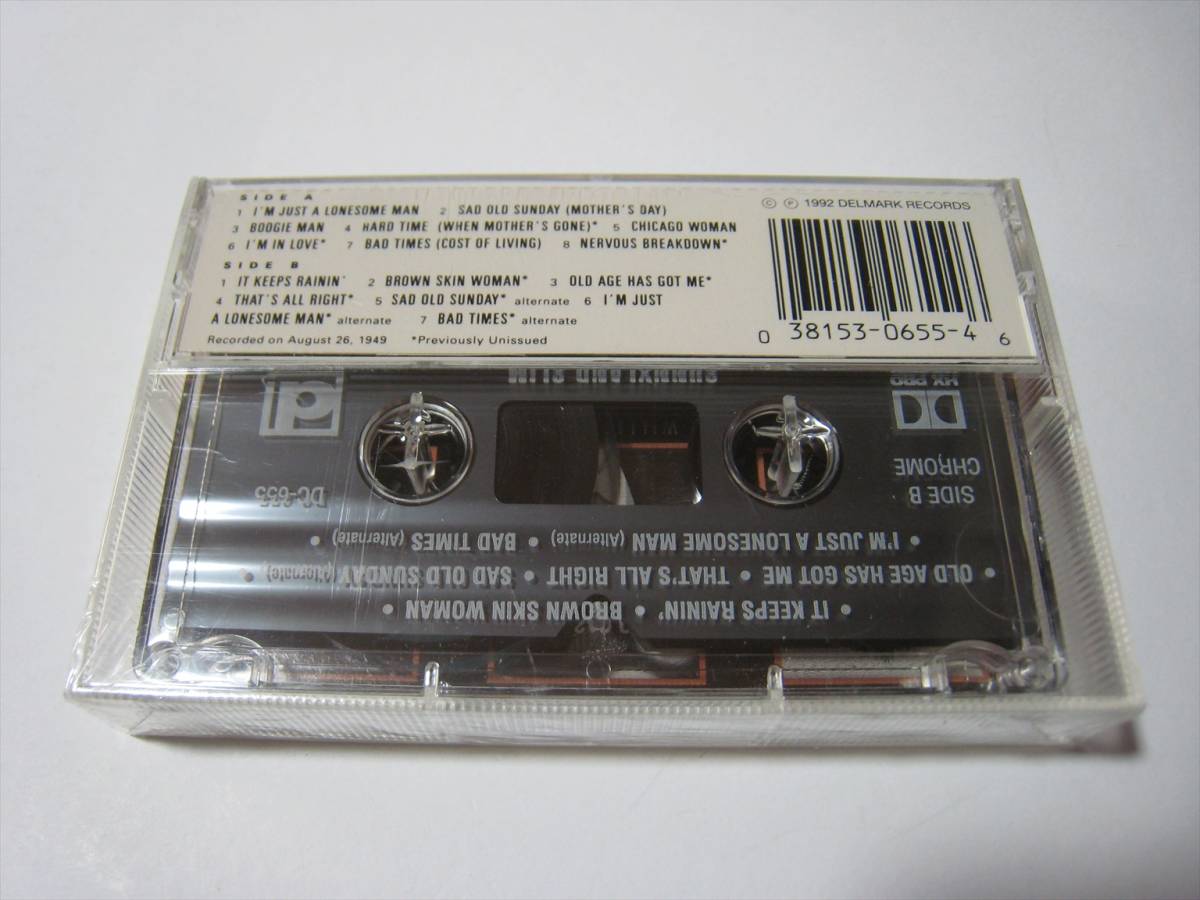 SIDE A
1 I'M JUST A LONESOME MAN 2 SAD OLD SUNDAY (MOTHER'S DAY)
3 BOOGIE MAN 4 HARD TIME (WHEN MOTHER'S GONE)* 5 CHICAGO WOMAN
6 I'M IN LOVE* 7 BAD TIMES (COST OF LIVING) 8 NERVOUS BREAKDOWN*
SIDE B
1 IT KEEPS RAININ' 2 BROWN SKIN WOMAN* 3 OLD AGE HAS GOT ME*
4 THAT'S ALL RIGHT* 5 SAD OLD SUNDAY* alternate 6 I'M JUST
A LONESOME MAN* alternate 7 BAD TIMES* alternate
Recorded on August 26, 1949 *Previously Unissued
© ℗ 1992 DELMARK RECORDS
0 38153-0655-4 6
SUNNYLAND SLIM
HX PRO
SIDE B
CHROME
DC-655
I'M JUST A LONESOME MAN (Alternate) • BAD TIMES (Alternate) •
OLD AGE HAS GOT ME • THAT'S ALL RIGHT • SAD OLD SUNDAY (Alternate) •
• IT KEEPS RAININ' • BROWN SKIN WOMAN •